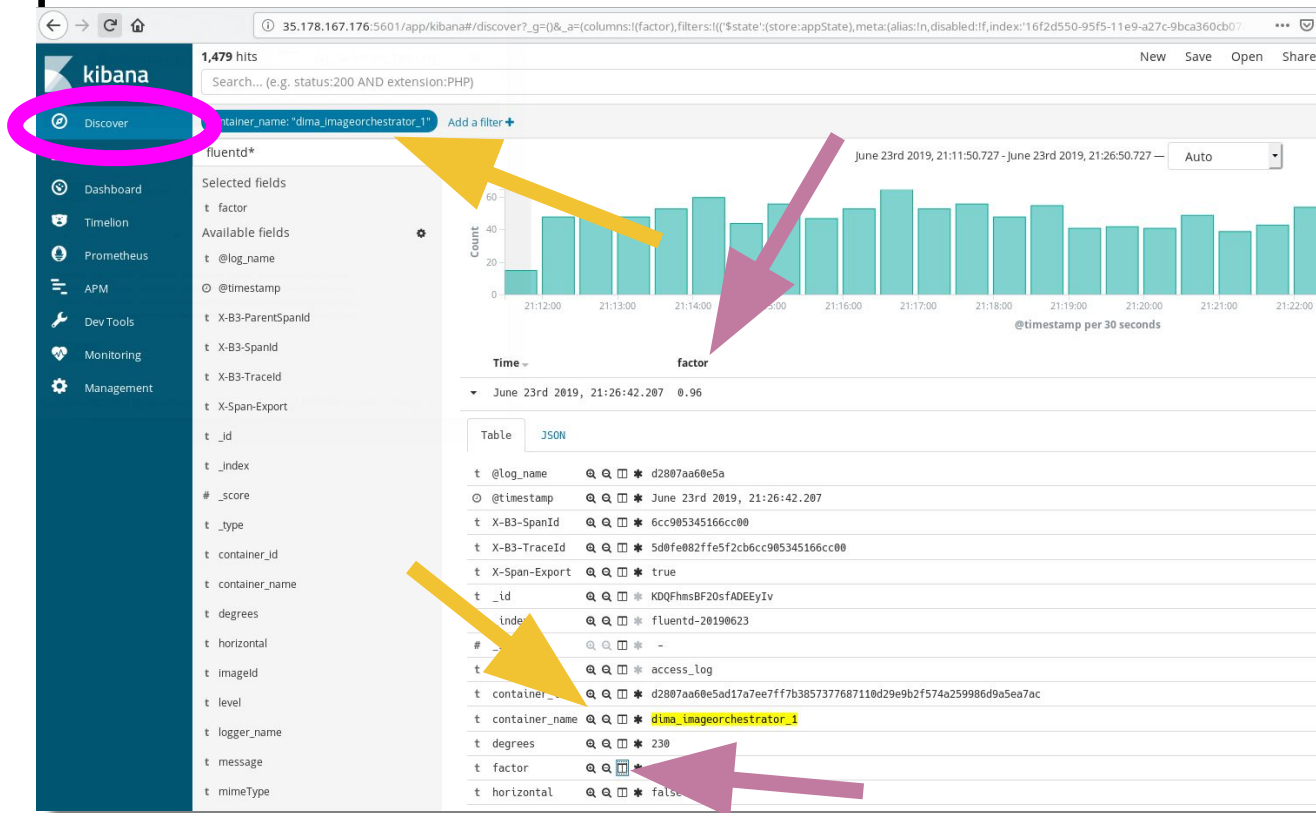 35.178.167.176:5601/app/kibana#/discover?_g=()&_a=(columns:!(factor),filters:!(('$state':(store:appState),meta:(alias:!n,disabled:!f,index:'16f2d550-95f5-11e9-a27c-9bca360cb07
1,479 hits
New Save Open Share
kibana
Search... (e.g. status:200 AND extension:PHP)
Discover
container_name: "dima_imageorchestrator_1"
Add a filter +
fluentd*
June 23rd 2019, 21:11:50.727 - June 23rd 2019, 21:26:50.727 —
Auto
Dashboard
Timelion
Prometheus
APM
Dev Tools
Monitoring
Management
Selected fields
t factor
Available fields
t @log_name
@timestamp
t X-B3-ParentSpanId
t X-B3-SpanId
t X-B3-TraceId
t X-Span-Export
t _id
t _index
# _score
t _type
t container_id
t container_name
t degrees
t horizontal
t imageId
t level
t logger_name
t message
t mimeType
Count
60
40
20
0
21:12:00 21:13:00 21:14:00 21:16:00 21:17:00 21:18:00 21:19:00 21:20:00 21:21:00 21:22:00
@timestamp per 30 seconds
Time factor
June 23rd 2019, 21:26:42.207 0.96
Table JSON
t @log_name d2807aa60e5a
@timestamp June 23rd 2019, 21:26:42.207
t X-B3-SpanId 6cc905345166cc00
t X-B3-TraceId 5d0fe082ffe5f2cb6cc905345166cc00
t X-Span-Export true
t _id KDQFhmsBF2OsfADEEyIv
_index fluentd-20190623
# -
t access_log
t container_id d2807aa60e5ad17a7ee7ff7b3857377687110d29e9b2f574a259986d9a5ea7ac
t container_name dima_imageorchestrator_1
t degrees 230
t factor
t horizontal false